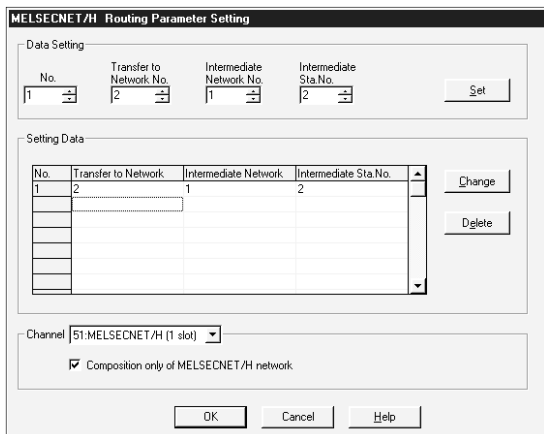 MELSECNET/H Routing Parameter Setting
Data Setting
No.
Transfer to
Network No.
Intermediate
Network No.
Intermediate
Sta.No.
1
2
1
2
Set
Setting Data
No. Transfer to Network Intermediate Network Intermediate Sta.No.
1 2 1 2
Change
Delete
Channel 51:MELSECNET/H (1 slot)
Composition only of MELSECNET/H network
OK Cancel Help